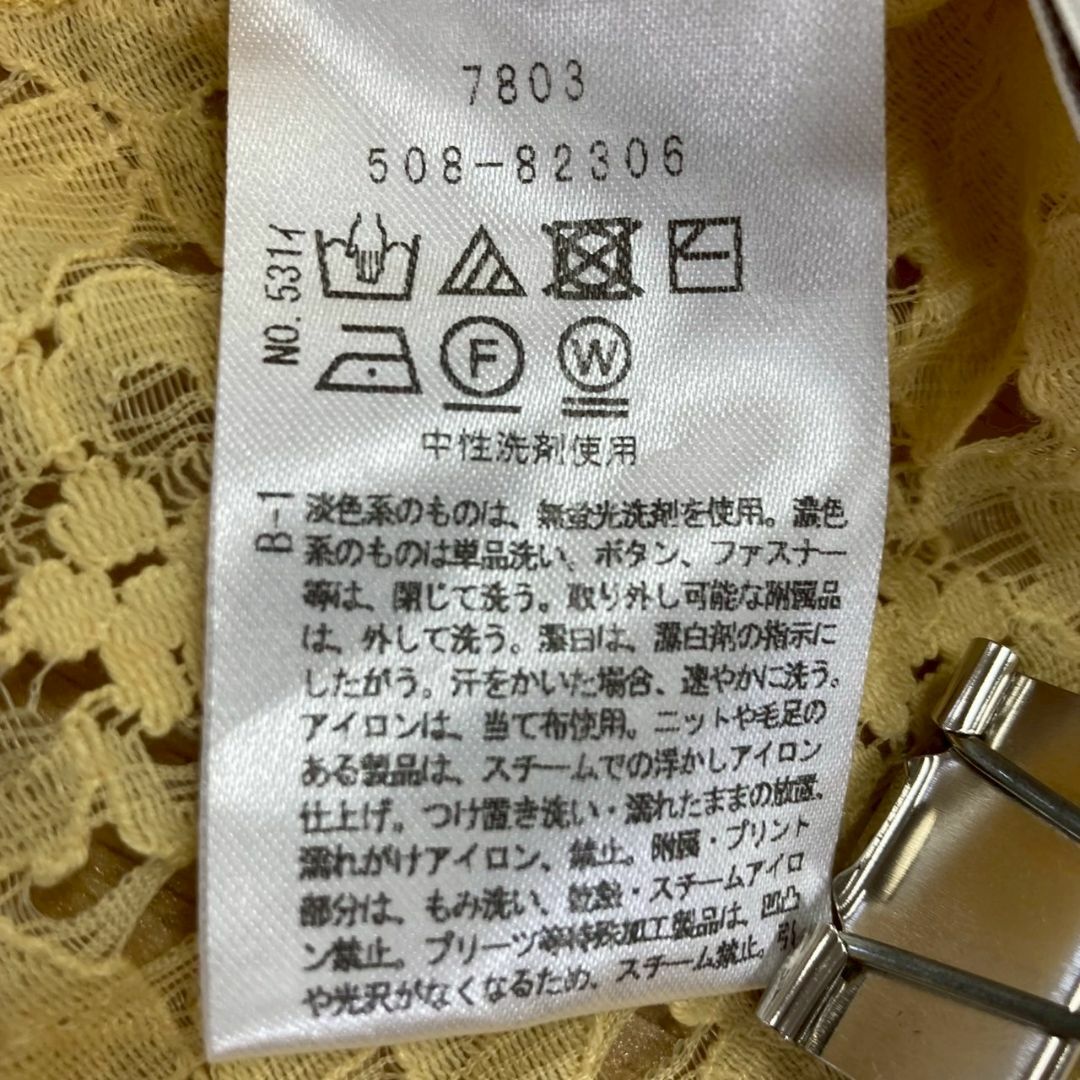 7803
508-82306
NO.5311
F
W
中性洗剤使用
B-1
淡色系のものは、無蛍光洗剤を使用。濃色
系のものは単品洗い、ボタン、ファスナー
等は、閉じて洗う。取り外し可能な附属品
は、外して洗う。漂白は、漂白剤の指示に
したがう。汗をかいた場合、速やかに洗う。
アイロンは、当て布使用。ニットや毛足の
ある製品は、スチームでの浮かしアイロン
仕上げ。つけ置き洗い・濡れたままの放置、
濡れがけアイロン、禁止。附属・プリント
部分は、もみ洗い、乾燥・スチームアイロ
ン禁止。プリーツ等特殊加工製品は、凹凸
や光沢がなくなるため、スチーム禁止。